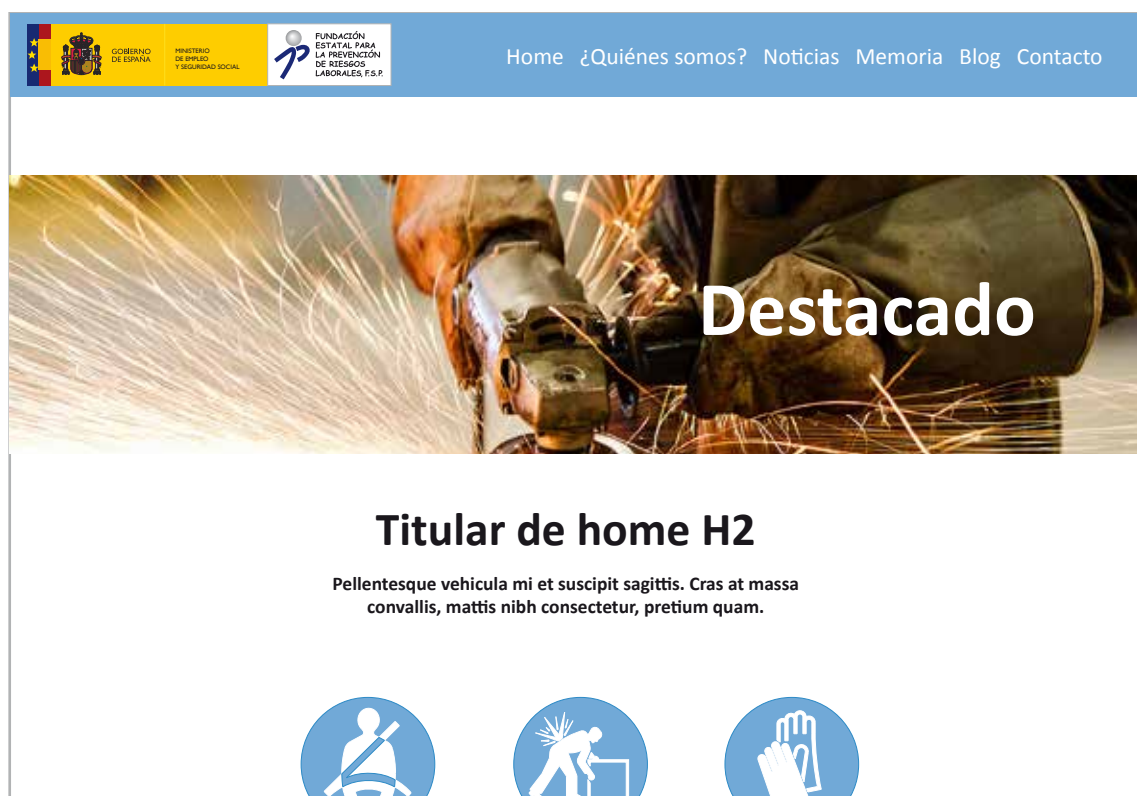 GOBIERNO
DE ESPAÑA
MINISTERIO
DE EMPLEO
Y SEGURIDAD SOCIAL
FUNDACIÓN
ESTATAL PARA
LA PREVENCIÓN
DE RIESGOS
LABORALES, F.S.P.
Home ¿Quiénes somos? Noticias Memoria Blog Contacto
Destacado
Titular de home H2
Pellentesque vehicula mi et suscipit sagittis. Cras at massa
convallis, mattis nibh consectetur, pretium quam.